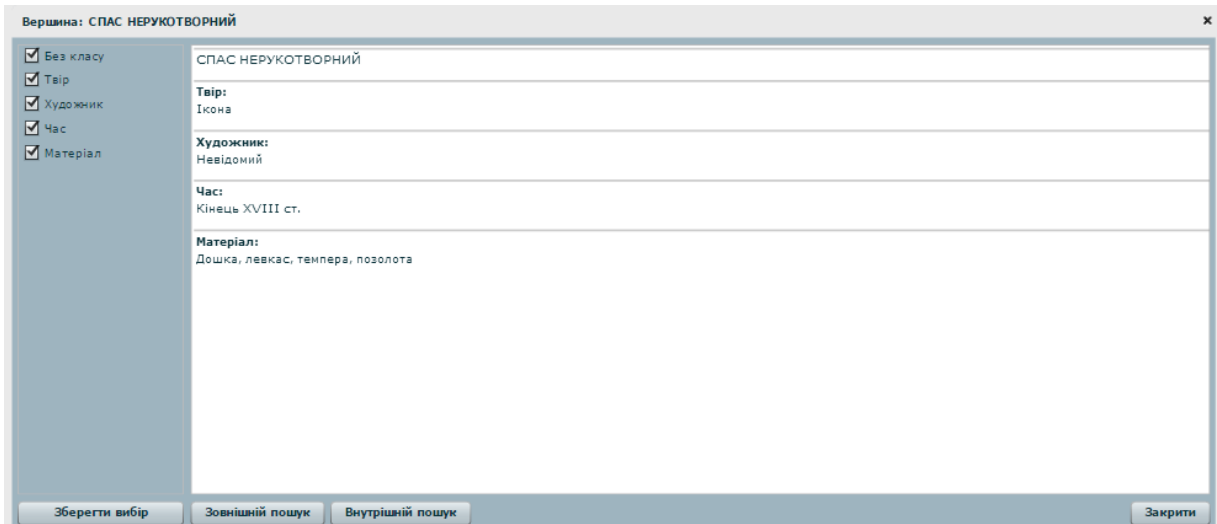 Вершина: СПАС НЕРУКОТВОРНИЙ
Без класу
Твір
Художник
Час
Матеріал
СПАС НЕРУКОТВОРНИЙ
Твір:
Ікона
Художник:
Невідомий
Час:
Кінець XVIII ст.
Матеріал:
Дошка, левкас, темпера, позолота
Зберегти вибір
Зовнішній пошук
Внутрішній пошук
Закрити